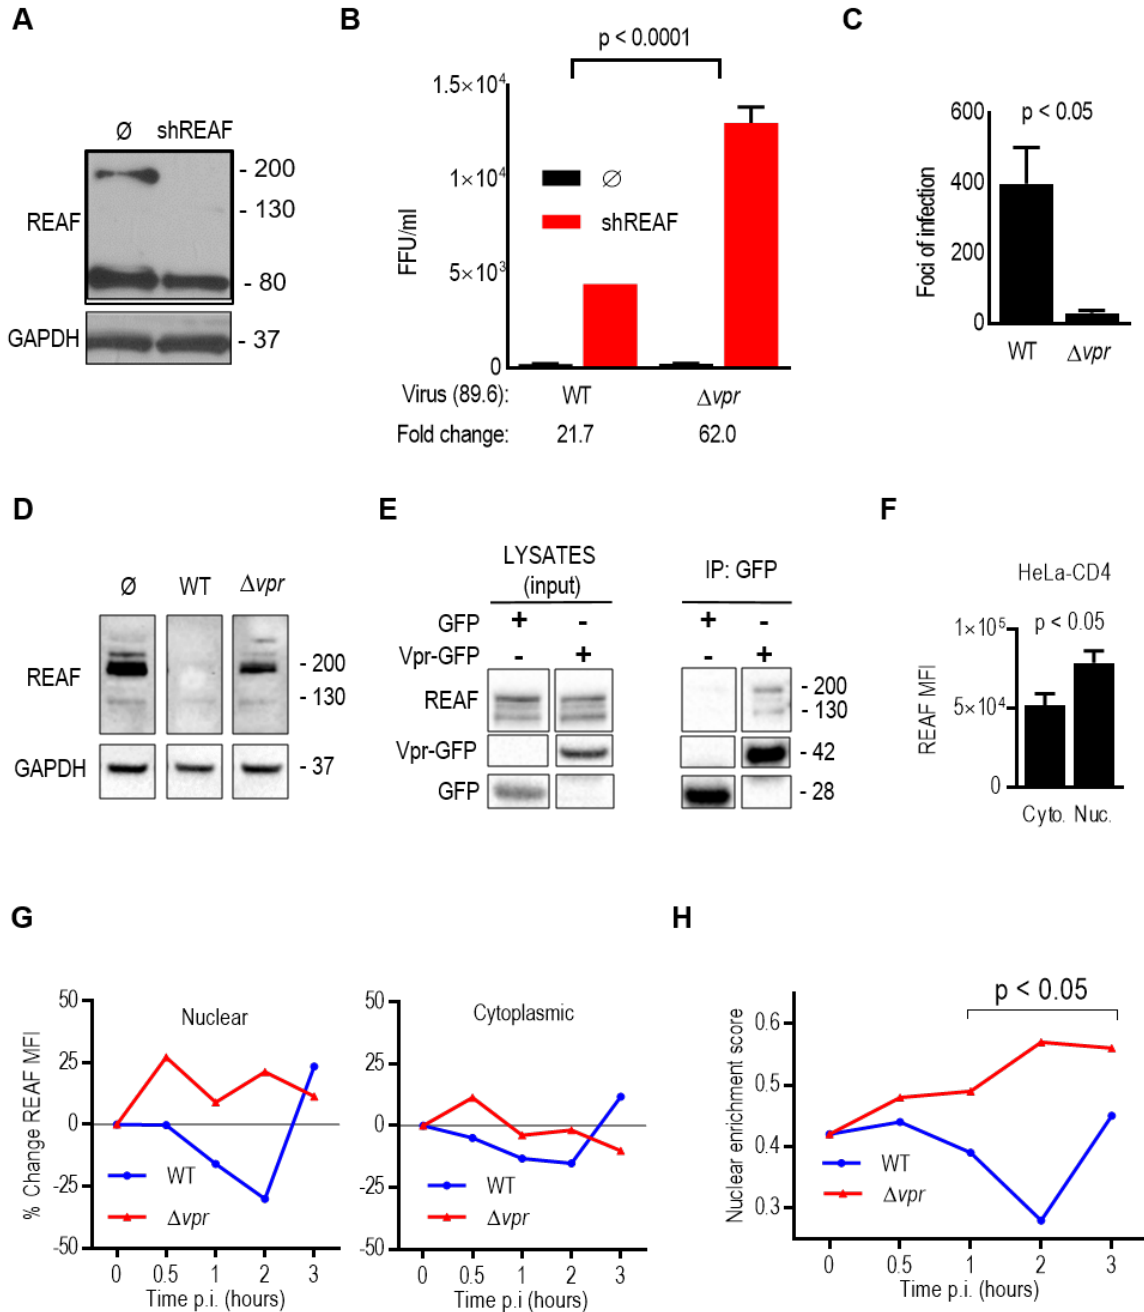 A
Ø shREAF
REAF
- 200
- 130
- 80
GAPDH
- 37
B
p < 0.0001
FFU/ml
1.5×10⁴
1×10⁴
5×10³
0
Ø
shREAF
Virus (89.6): WT Δvpr
Fold change: 21.7 62.0
C
p < 0.05
Foci of infection
600
400
200
0
WT Δvpr
D
Ø WT Δvpr
REAF
- 200
- 130
GAPDH
- 37
E
LYSATES
(input)
IP: GFP
GFP + - + -
Vpr-GFP - + - +
REAF
- 200
- 130
Vpr-GFP
- 42
GFP
- 28
F
HeLa-CD4
p < 0.05
REAF MFI
1×10⁵
5×10⁴
0
Cyto. Nuc.
G
Nuclear
% Change REAF MFI
50
25
0
-25
-50
WT
Δvpr
0 0.5 1 2 3
Time p.i. (hours)
Cytoplasmic
50
25
0
-25
-50
WT
Δvpr
0 0.5 1 2 3
Time p.i. (hours)
H
p < 0.05
Nuclear enrichment score
0.6
0.5
0.4
0.3
WT
Δvpr
0 0.5 1 2 3
Time p.i. (hours)